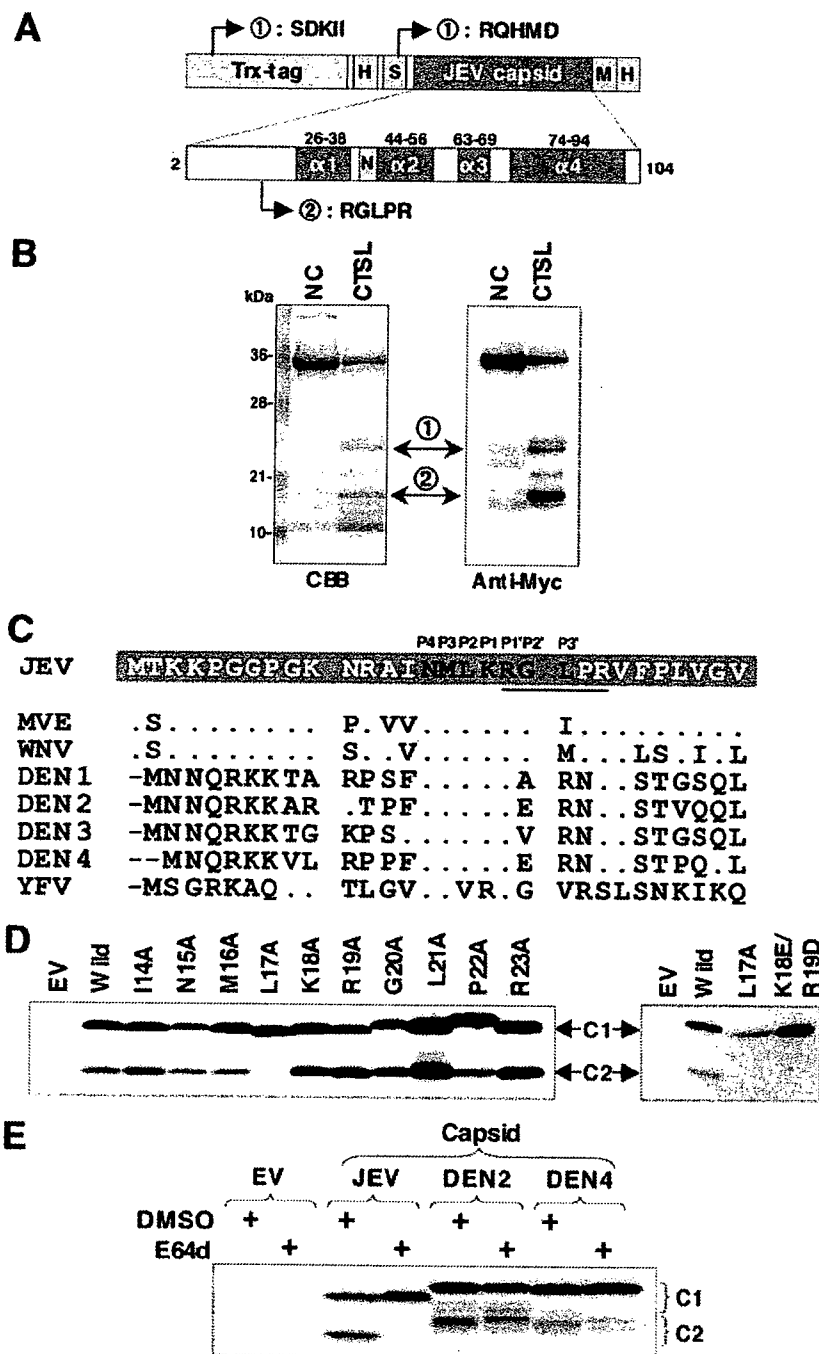 A
①: SDKII
①: RQHMD
Trx-tag H S JEV capsid M H
26-38 44-56 63-69 74-94
2 α1 N α2 α3 α4 104
②: RGLPR
B
NC CTSL NC CTSL
kDa
36-
28-
21-
10-
①
②
CBB Anti-Myc
C
P4 P3 P2 P1 P1' P2' P3'
JEV MTKKPGGPGK NRAINMLKRG LPRVFPLVGV
MVE .S........ P.VV...... I.........
WNV .S........ S..V...... M...LS.I.L
DEN1 -MNNQRKKTA RPSF.....A RN..STGSQL
DEN2 -MNNQRKKAR .TPF.....E RN..STVQQL
DEN3 -MNNQRKKTG KPS......V RN..STGSQL
DEN4 --MNQRKKVL RPPF.....E RN..STPQ.L
YFV -MSGRKAQ.. TLGV..VR.G VRSLSNKIKQ
D
EV Wild I14A N15A M16A L17A K18A R19A G20A L21A P22A R23A EV Wild L17A K18E/R19D
C1
C2
E
Capsid
EV JEV DEN2 DEN4
DMSO + + + +
E64d + + + +
C1
C2